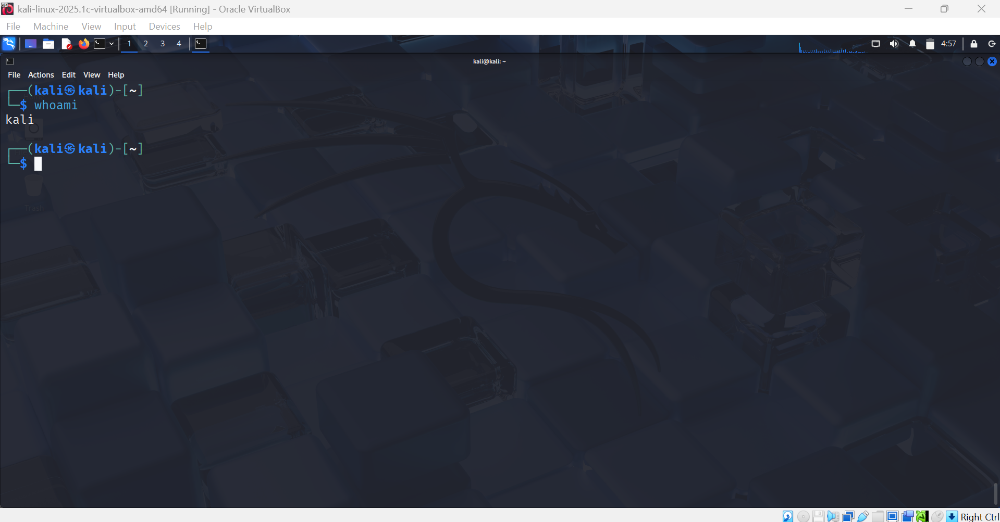 kali-linux-2025.1c-virtualbox-amd64 [Running] - Oracle VirtualBox
File Machine View Input Devices Help
1 2 3 4 4:57
kali@kali: ~
File Actions Edit View Help
┌──(kali㉿kali)-[~]
└─$ whoami
kali
┌──(kali㉿kali)-[~]
└─$
Trash
Right Ctrl